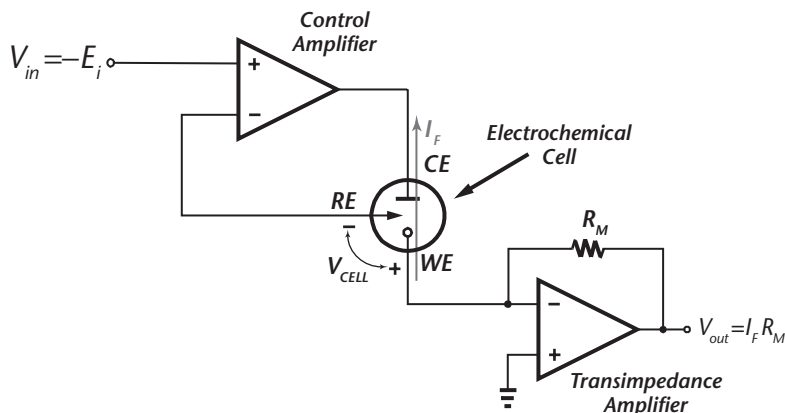 Control
Amplifier
V_in=−E_i
+
−
I_F
Electrochemical
Cell
CE
RE
−
V_CELL
+
WE
R_M
−
+
V_out=I_F R_M
Transimpedance
Amplifier